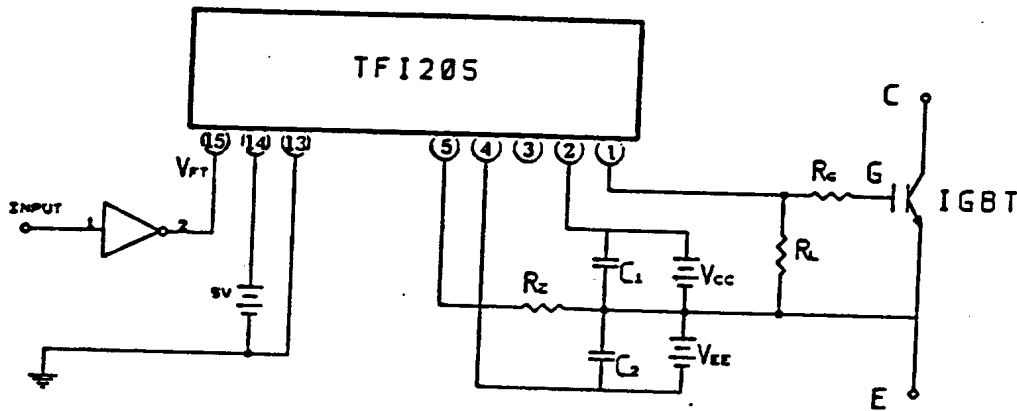 TFI205
15 14 13 5 4 3 2 1
VFT
INPUT
1 2
5V
RZ
C1
VCC
C2
VEE
RG
G
RL
C
IGBT
E